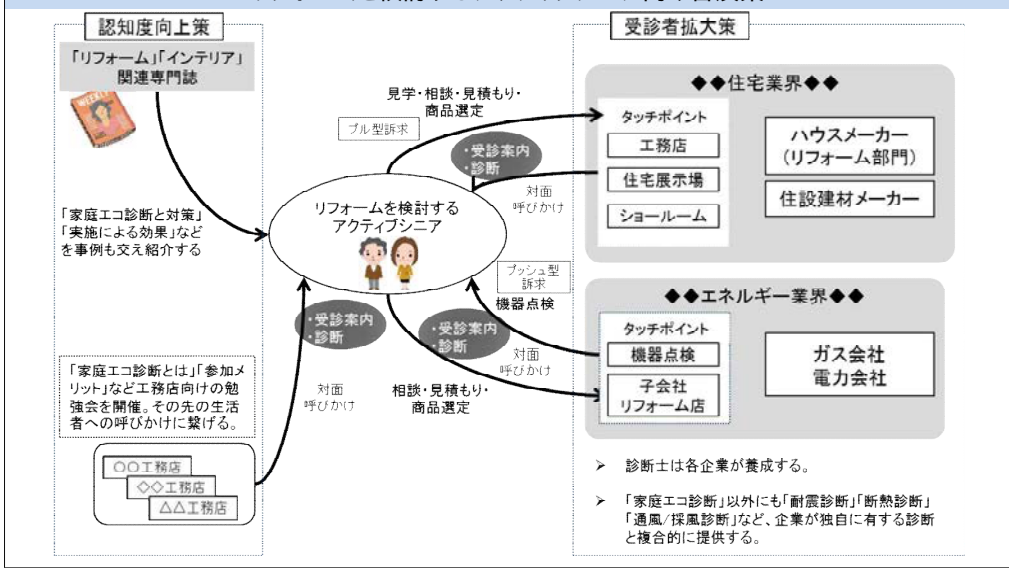 認知度向上策
「リフォーム」「インテリア」
関連専門誌
「家庭エコ診断と対策」
「実施による効果」など
を事例も交え紹介する
「家庭エコ診断とは」「参加メ
リット」など工務店向けの勉
強会を開催。その先の生活
者への呼びかけに繋げる。
○○工務店
◇◇工務店
△△工務店
見学・相談・見積もり・
商品選定
プル型訴求
・受診案内
・診断
対面
呼びかけ
リフォームを検討する
アクティブシニア
プッシュ型
訴求
機器点検
・受診案内
・診断
・受診案内
・診断
対面
呼びかけ
対面
呼びかけ
相談・見積もり・
商品選定
受診者拡大策
◆◆住宅業界◆◆
タッチポイント
工務店
住宅展示場
ショールーム
ハウスメーカー
(リフォーム部門)
住設建材メーカー
◆◆エネルギー業界◆◆
タッチポイント
機器点検
子会社
リフォーム店
ガス会社
電力会社
➢ 診断士は各企業が養成する。
➢ 「家庭エコ診断」以外にも「耐震診断」「断熱診断」
「通風/採風診断」など、企業が独自に有する診断
と複合的に提供する。